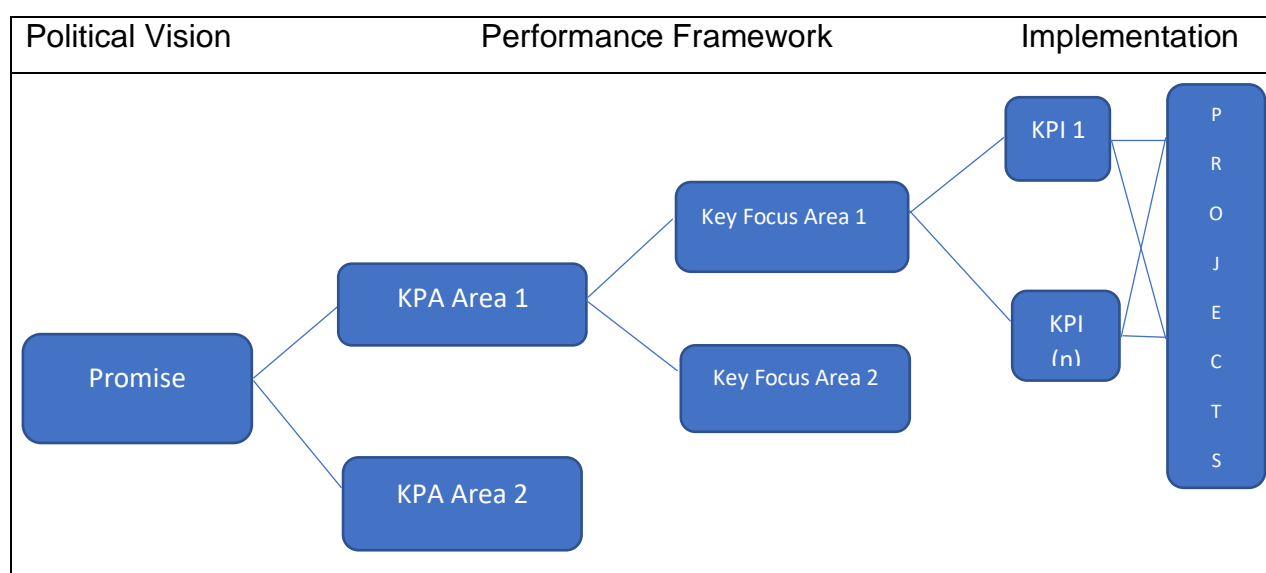 Political Vision
Performance Framework
Implementation
Promise
KPA Area 1
KPA Area 2
Key Focus Area 1
Key Focus Area 2
KPI 1
KPI
(n)
P
R
O
J
E
C
T
S